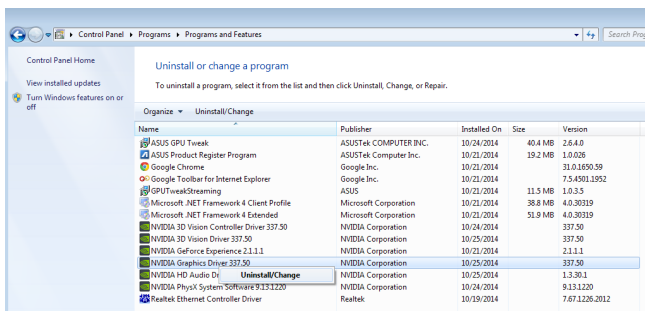 Control Panel ▸ Programs ▸ Programs and Features
Search Prog
Control Panel Home
View installed updates
Turn Windows features on or
off
Uninstall or change a program
To uninstall a program, select it from the list and then click Uninstall, Change, or Repair.
Organize Uninstall/Change
Name Publisher Installed On Size Version
ASUS GPU Tweak ASUSTek COMPUTER INC. 10/24/2014 40.4 MB 2.6.4.0
ASUS Product Register Program ASUSTek Computer Inc. 10/21/2014 19.2 MB 1.0.026
Google Chrome Google Inc. 10/21/2014 31.0.1650.59
Google Toolbar for Internet Explorer Google Inc. 10/21/2014 7.5.4501.1952
GPUTweakStreaming ASUS 10/21/2014 11.5 MB 1.0.3.5
Microsoft .NET Framework 4 Client Profile Microsoft Corporation 10/21/2014 38.8 MB 4.0.30319
Microsoft .NET Framework 4 Extended Microsoft Corporation 10/21/2014 51.9 MB 4.0.30319
NVIDIA 3D Vision Controller Driver 337.50 NVIDIA Corporation 10/24/2014 337.50
NVIDIA 3D Vision Driver 337.50 NVIDIA Corporation 10/25/2014 337.50
NVIDIA GeForce Experience 2.1.1.1 NVIDIA Corporation 10/21/2014 2.1.1.1
NVIDIA Graphics Driver 337.50 NVIDIA Corporation 10/25/2014 337.50
NVIDIA HD Audio Dr Uninstall/Change NVIDIA Corporation 10/25/2014 1.3.30.1
NVIDIA PhysX System Software 9.13.1220 NVIDIA Corporation 10/24/2014 9.13.1220
Realtek Ethernet Controller Driver Realtek 10/19/2014 7.67.1226.2012